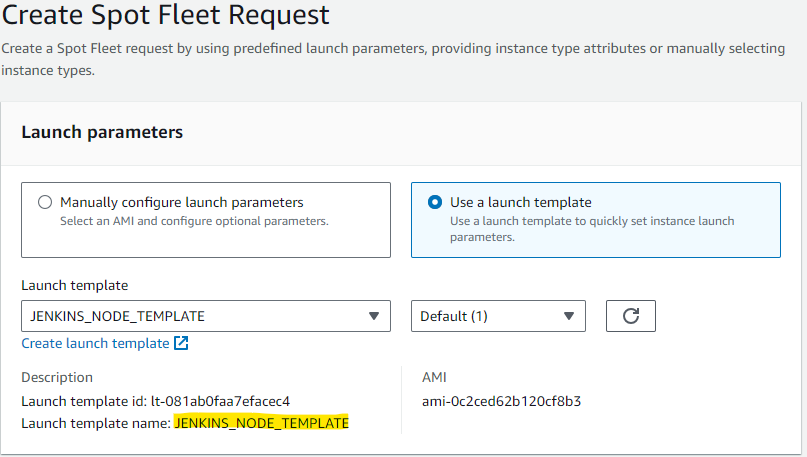 Create Spot Fleet Request
Create a Spot Fleet request by using predefined launch parameters, providing instance type attributes or manually selecting
instance types.
Launch parameters
Manually configure launch parameters
Select an AMI and configure optional parameters.
Use a launch template
Use a launch template to quickly set instance launch
parameters.
Launch template
JENKINS_NODE_TEMPLATE
Default (1)
Create launch template
Description
Launch template id: lt-081ab0faa7efacec4
Launch template name: JENKINS_NODE_TEMPLATE
AMI
ami-0c2ced62b120cf8b3